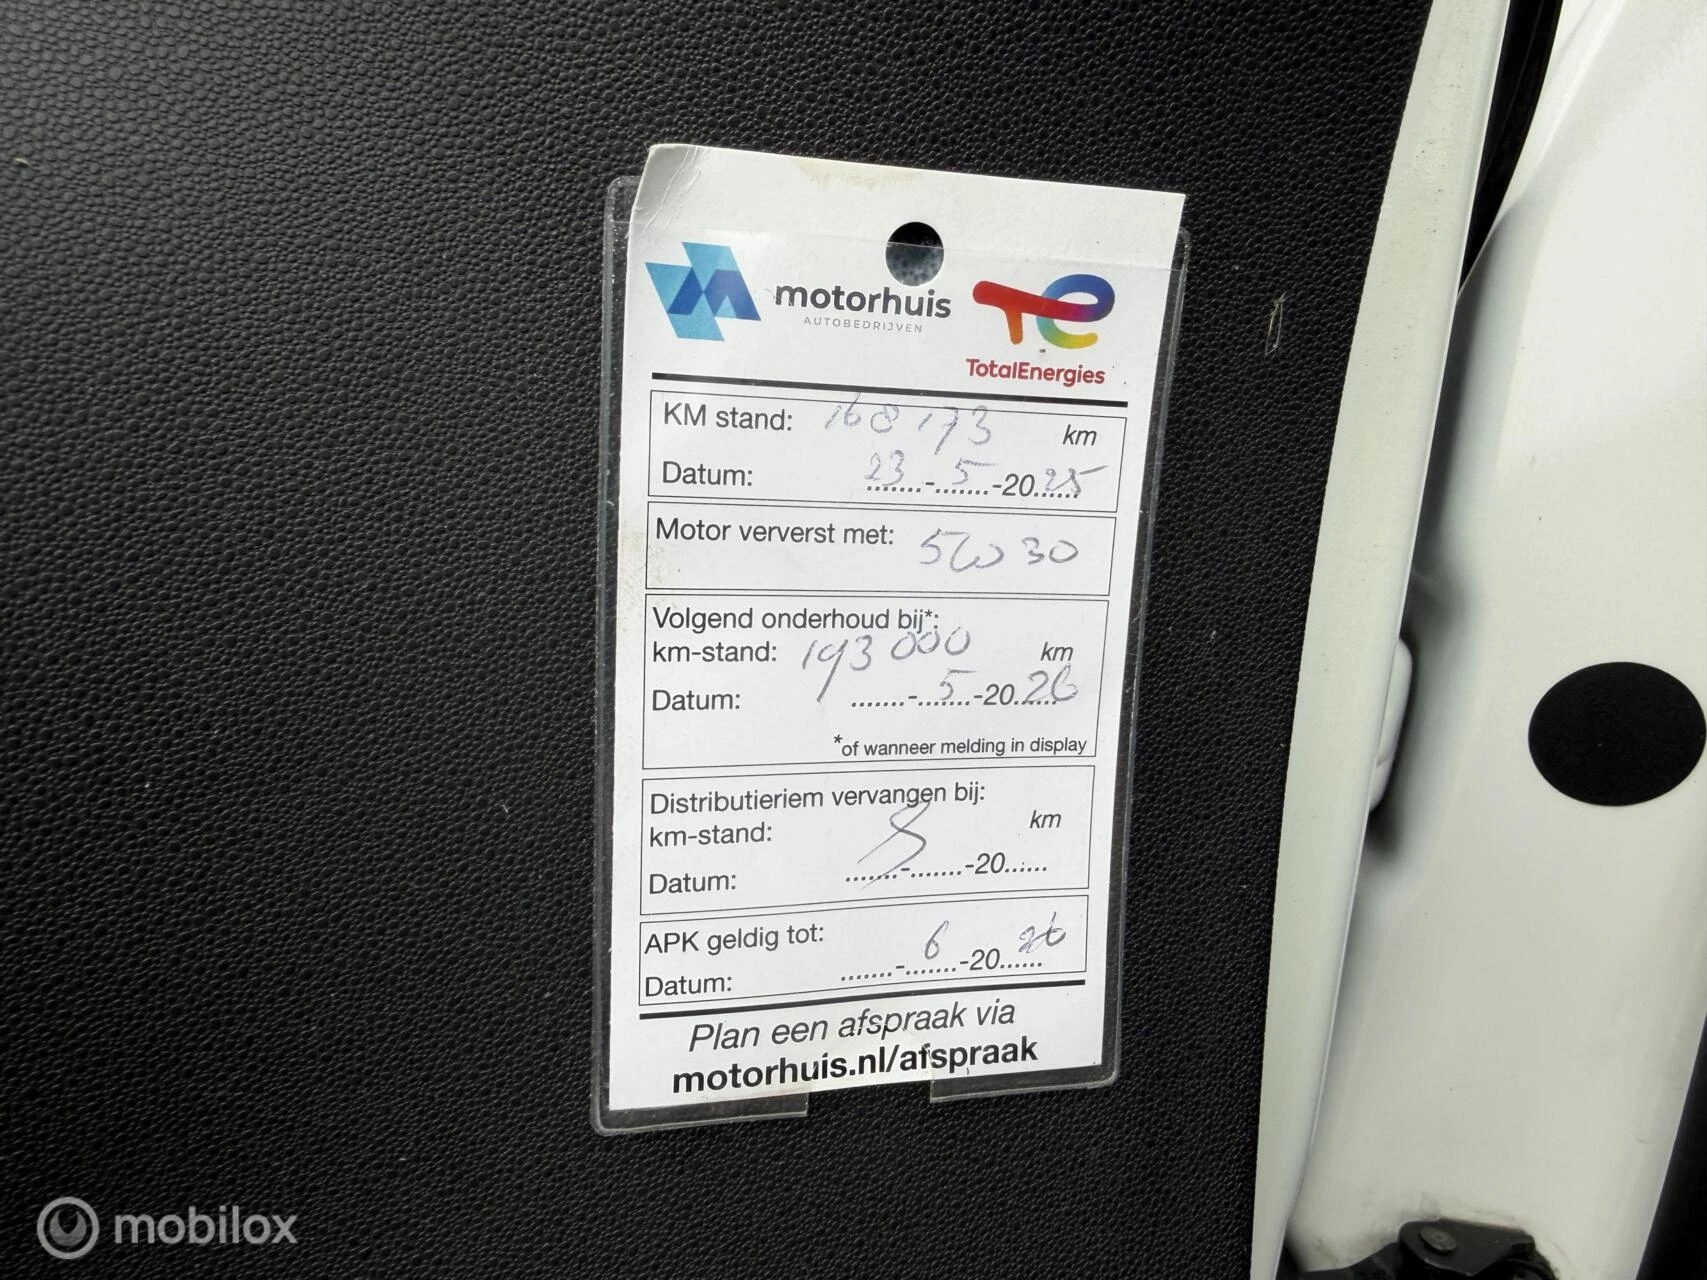 motorhuis
AUTOBEDRIJVEN
TotalEnergies
KM stand: 168173 km
Datum: 23-5-2025
Motor ververst met: 5W30
Volgend onderhoud bij*:
km-stand: 193000 km
Datum: .......-5-2026
*of wanneer melding in display
Distributieriem vervangen bij:
km-stand: km
Datum: .......-.......-20......
APK geldig tot:
Datum: .......-6-2026
Plan een afspraak via
motorhuis.nl/afspraak
mobilox